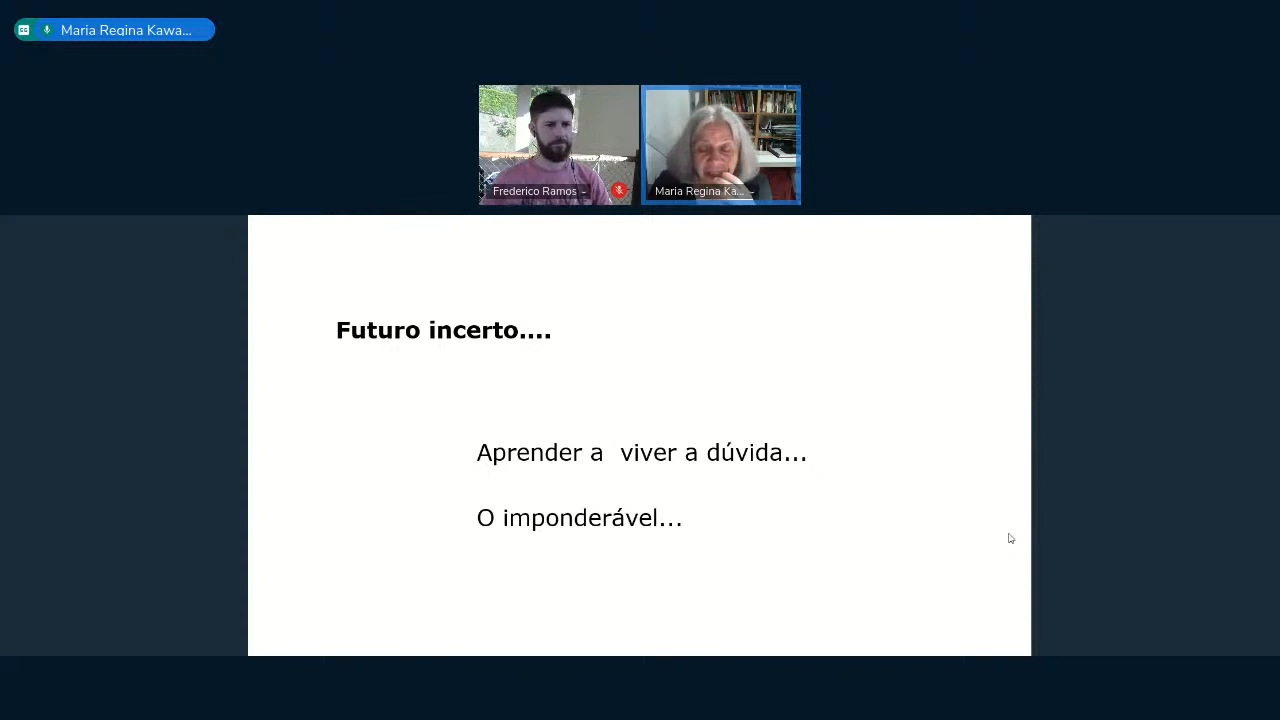 Maria Regina Kawa...
Frederico Ramos
Maria Regina Ka...
Futuro incerto....
Aprender a  viver a dúvida...
O imponderável...